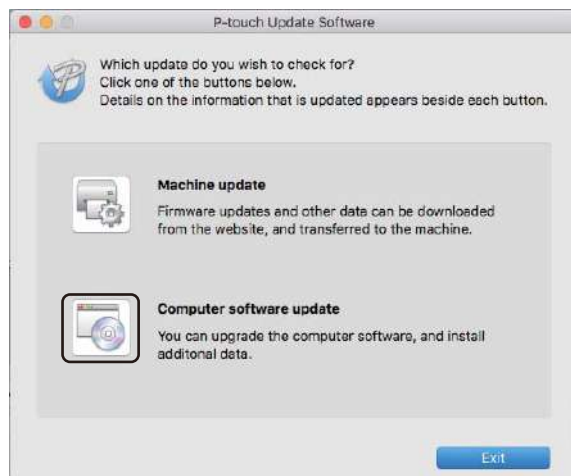 P-touch Update Software
Which update do you wish to check for?
Click one of the buttons below.
Details on the information that is updated appears beside each button.
Machine update
Firmware updates and other data can be downloaded
from the website, and transferred to the machine.
Computer software update
You can upgrade the computer software, and install
additonal data.
Exit